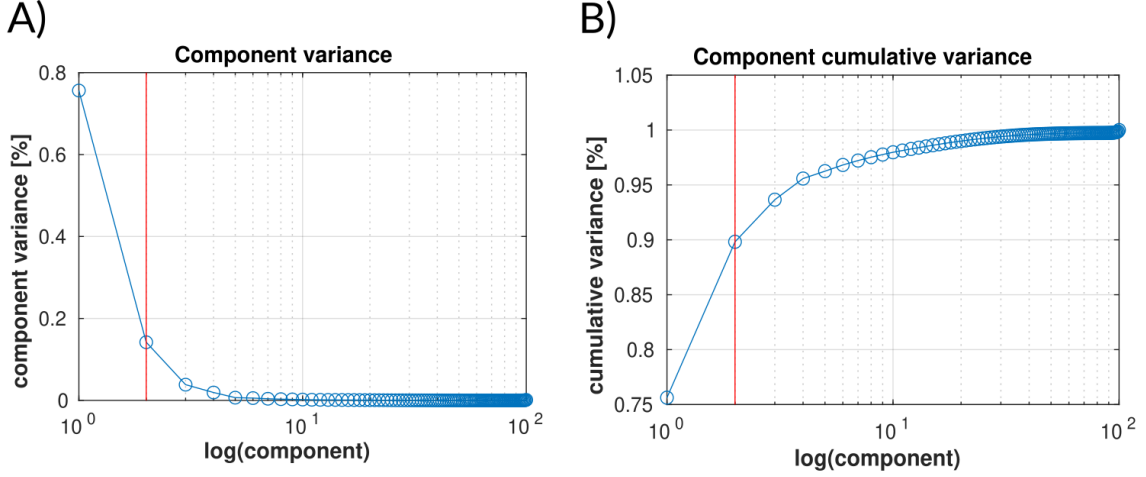 A)
Component variance
component variance [%]
0.8
0.6
0.4
0.2
0
10^0
10^1
10^2
log(component)
B)
Component cumulative variance
cumulative variance [%]
1.05
1
0.95
0.9
0.85
0.8
0.75
10^0
10^1
10^2
log(component)